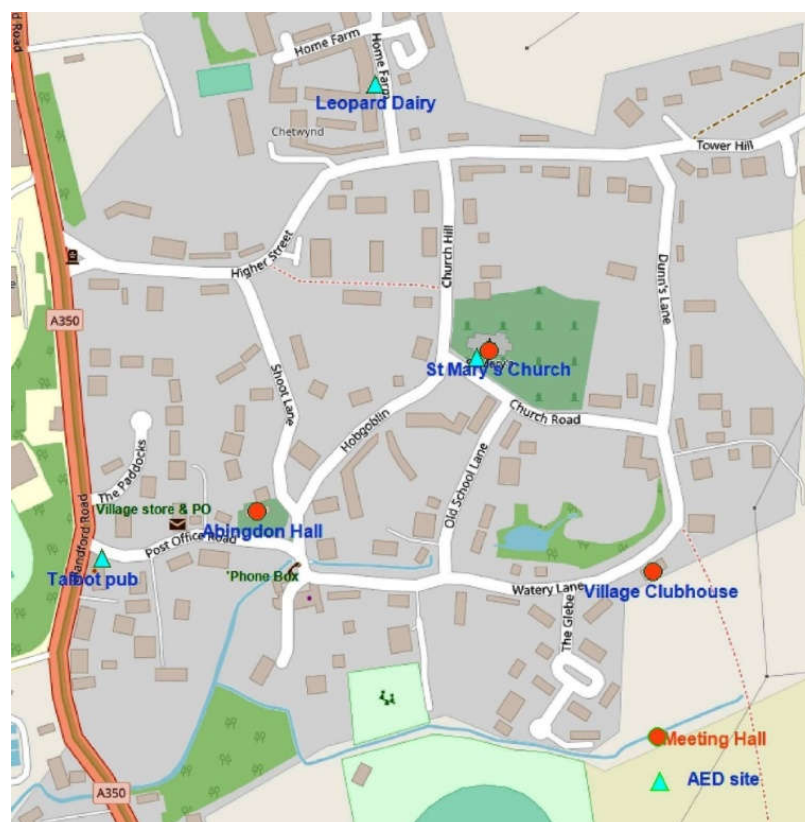 d Road
Home Farm
Home Farm
Leopard Dairy
Chetwynd
Tower Hill
Higher Street
Church Hill
Dunn's Lane
A350
St Mary's Church
Shoot Lane
Hobgoblin
Church Road
The Paddocks
Old School Lane
Village store & PO
Abingdon Hall
Post Office Road
andford Road
Talbot pub
*Phone Box
Watery Lane
Village Clubhouse
The Glebe
Meeting Hall
AED site
A350